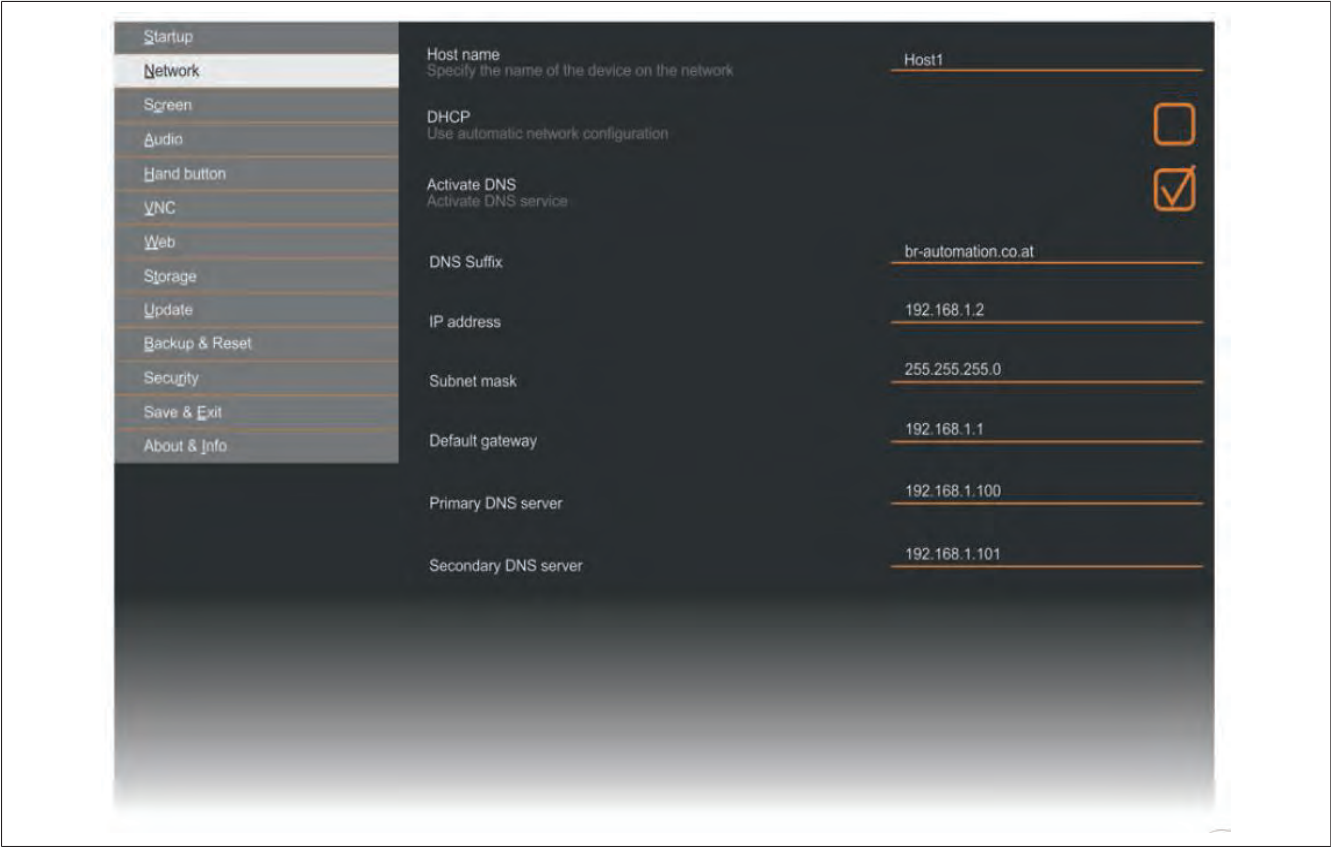 Startup
Network
Screen
Audio
Hand button
VNC
Web
Storage
Update
Backup & Reset
Security
Save & Exit
About & Info
Host name
Specify the name of the device on the network
Host1
DHCP
Use automatic network configuration
Activate DNS
Activate DNS service
DNS Suffix
br-automation.co.at
IP address
192.168.1.2
Subnet mask
255.255.255.0
Default gateway
192.168.1.1
Primary DNS server
192.168.1.100
Secondary DNS server
192.168.1.101